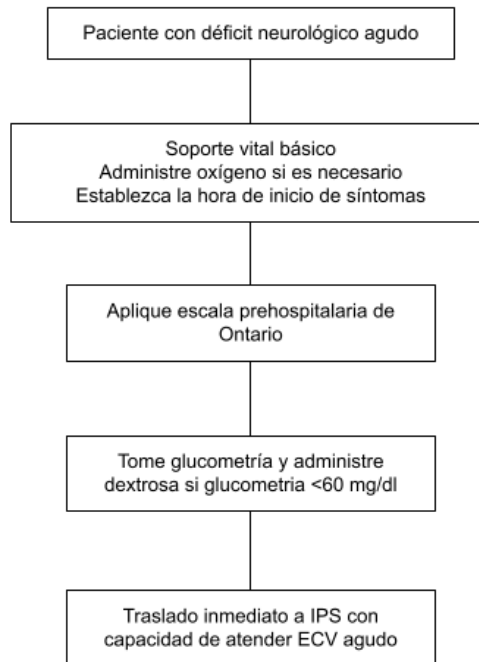 Paciente con déficit neurológico agudo
Soporte vital básico
Administre oxígeno si es necesario
Establezca la hora de inicio de síntomas
Aplique escala prehospitalaria de
Ontario
Tome glucometría y administre
dextrosa si glucometria <60 mg/dl
Traslado inmediato a IPS con
capacidad de atender ECV agudo